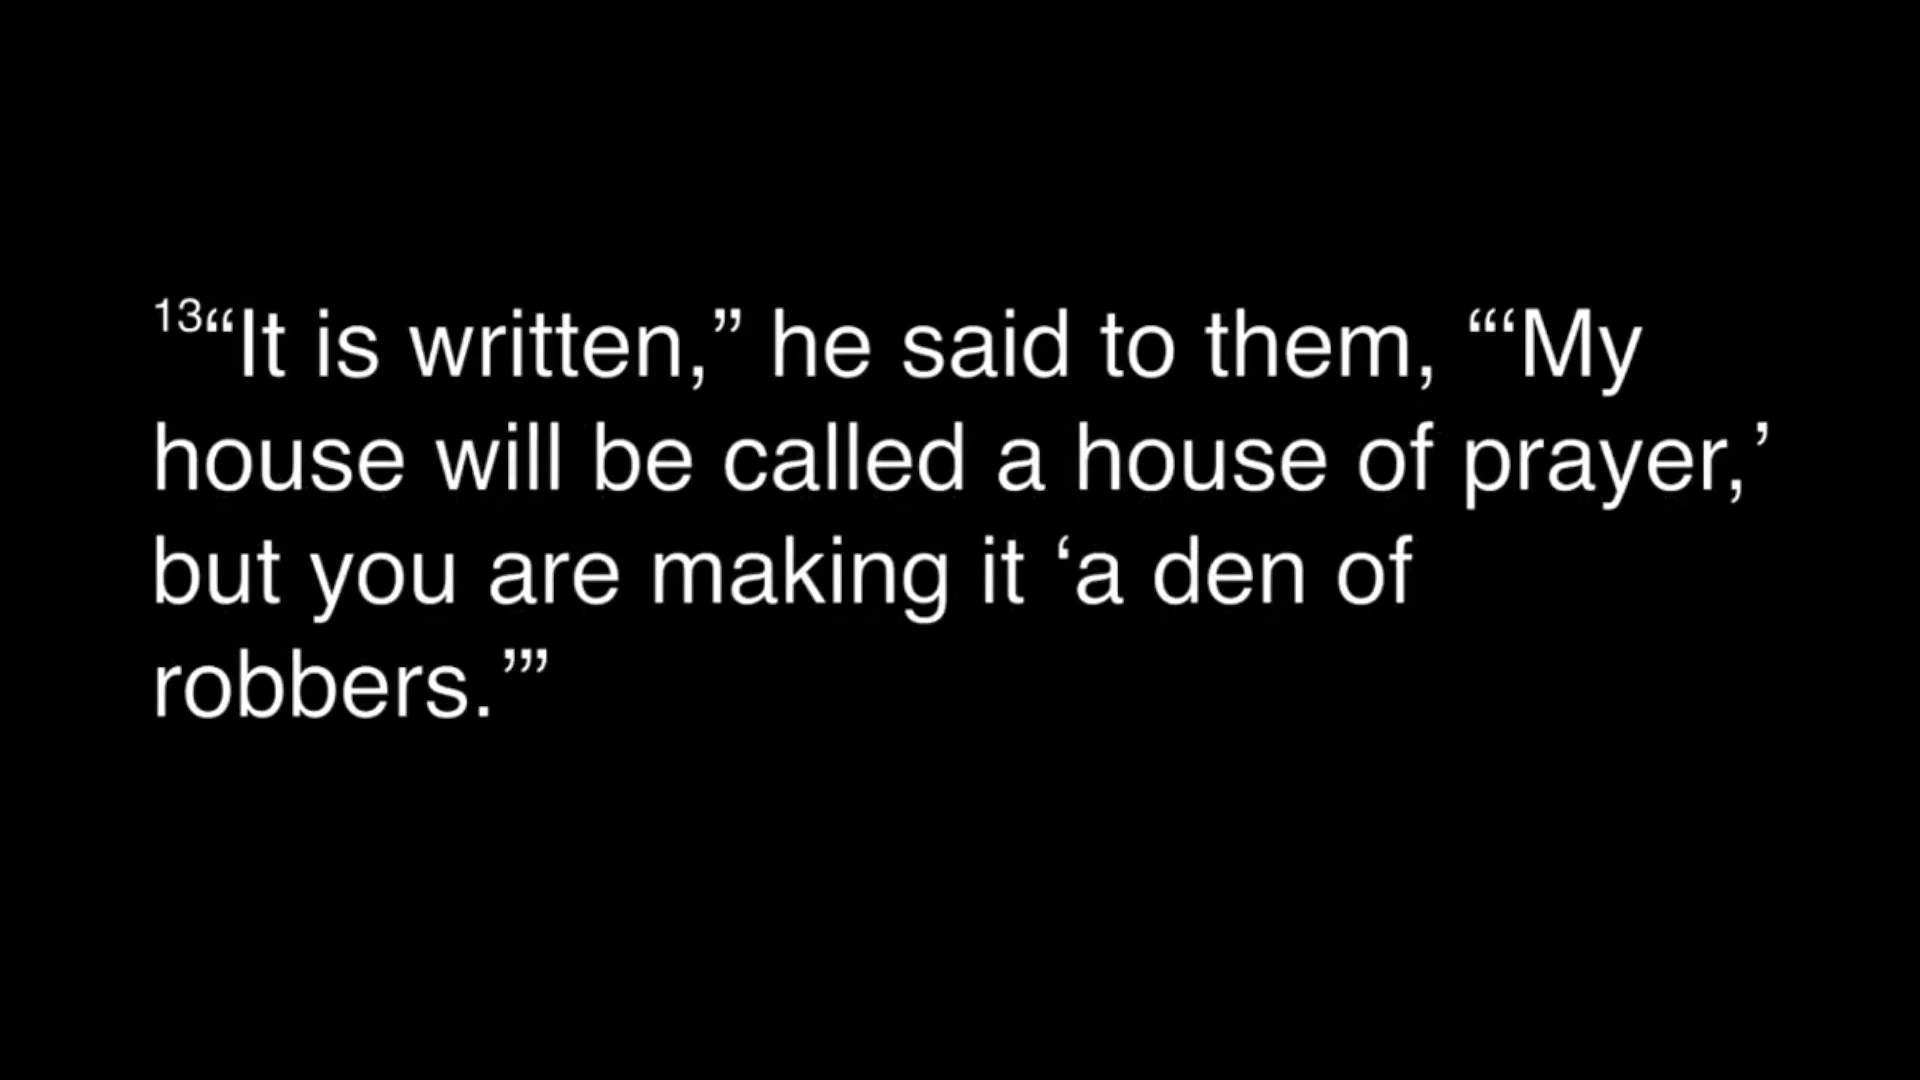 13“It is written,” he said to them, “‘My
house will be called a house of prayer,’
but you are making it ‘a den of
robbers.’”